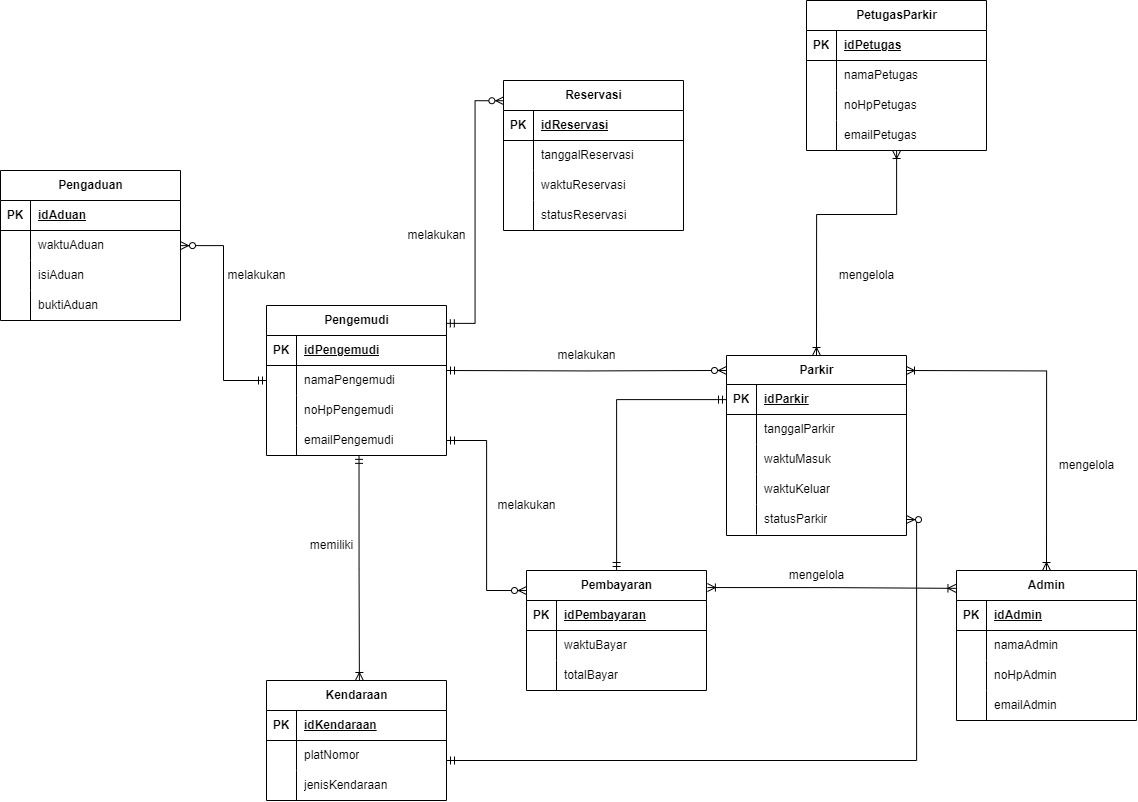 PetugasParkir
PK idPetugas
namaPetugas
noHpPetugas
emailPetugas
Reservasi
PK idReservasi
tanggalReservasi
waktuReservasi
statusReservasi
Pengaduan
PK idAduan
waktuAduan
isiAduan
buktiAduan
melakukan
melakukan
mengelola
Pengemudi
PK idPengemudi
namaPengemudi
noHpPengemudi
emailPengemudi
melakukan
Parkir
PK idParkir
tanggalParkir
waktuMasuk
waktuKeluar
statusParkir
mengelola
melakukan
memiliki
mengelola
Pembayaran
PK idPembayaran
waktuBayar
totalBayar
Admin
PK idAdmin
namaAdmin
noHpAdmin
emailAdmin
Kendaraan
PK idKendaraan
platNomor
jenisKendaraan